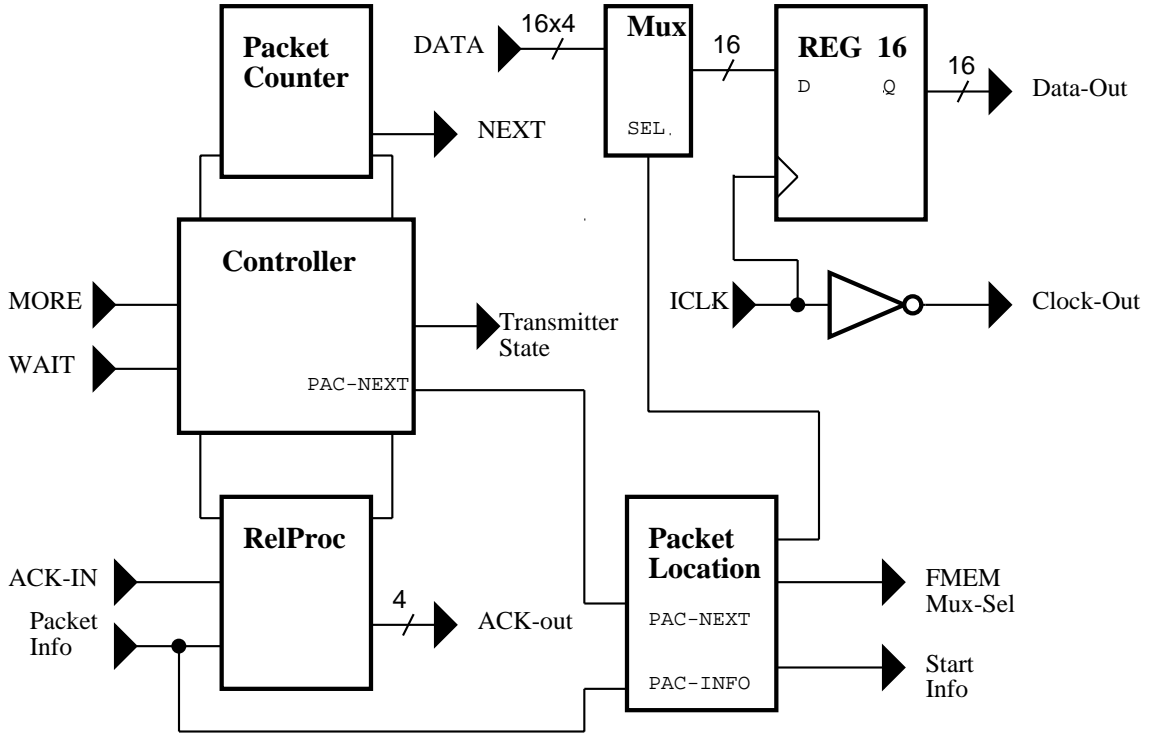 Packet
Counter
DATA
16x4
Mux
SEL.
16
REG 16
D
Q
16
Data-Out
NEXT
Controller
MORE
WAIT
PAC-NEXT
Transmitter
State
ICLK
Clock-Out
RelProc
ACK-IN
Packet
Info
4
ACK-out
Packet
Location
PAC-NEXT
PAC-INFO
FMEM
Mux-Sel
Start
Info